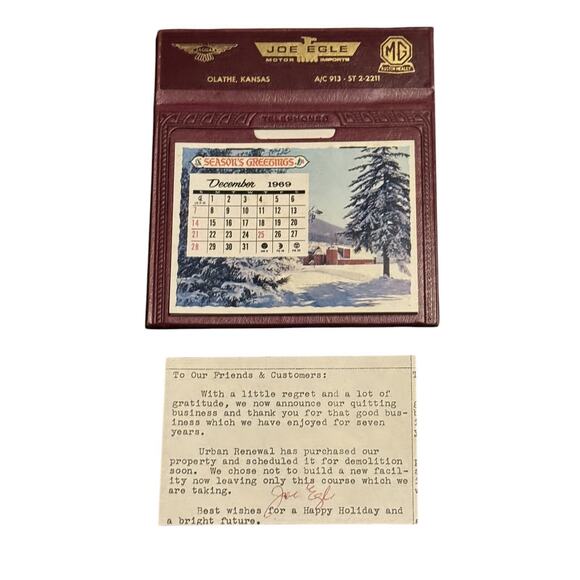 JAGUAR
JOE EGLE
MOTOR IMPORTS
MG
AUSTIN HEALEY
OLATHE, KANSAS
A/C 913 - ST 2-2211
TELEPHONES
SEASON'S GREETINGS
December 1969
S M T W T F S
1 2 3 4 5 6
7 8 9 10 11 12 13
14 15 16 17 18 19 20
21 22 23 24 25 26 27
28 29 30 31
To Our Friends & Customers:
With a little regret and a lot of
gratitude, we now announce our quitting
business and thank you for that good bus-
iness which we have enjoyed for seven
years.
Urban Renewal has purchased our
property and scheduled it for demolition
soon. We chose not to build a new facil-
ity now leaving only this course which we
are taking.
Joe Egle
Best wishes for a Happy Holiday and
a bright future.